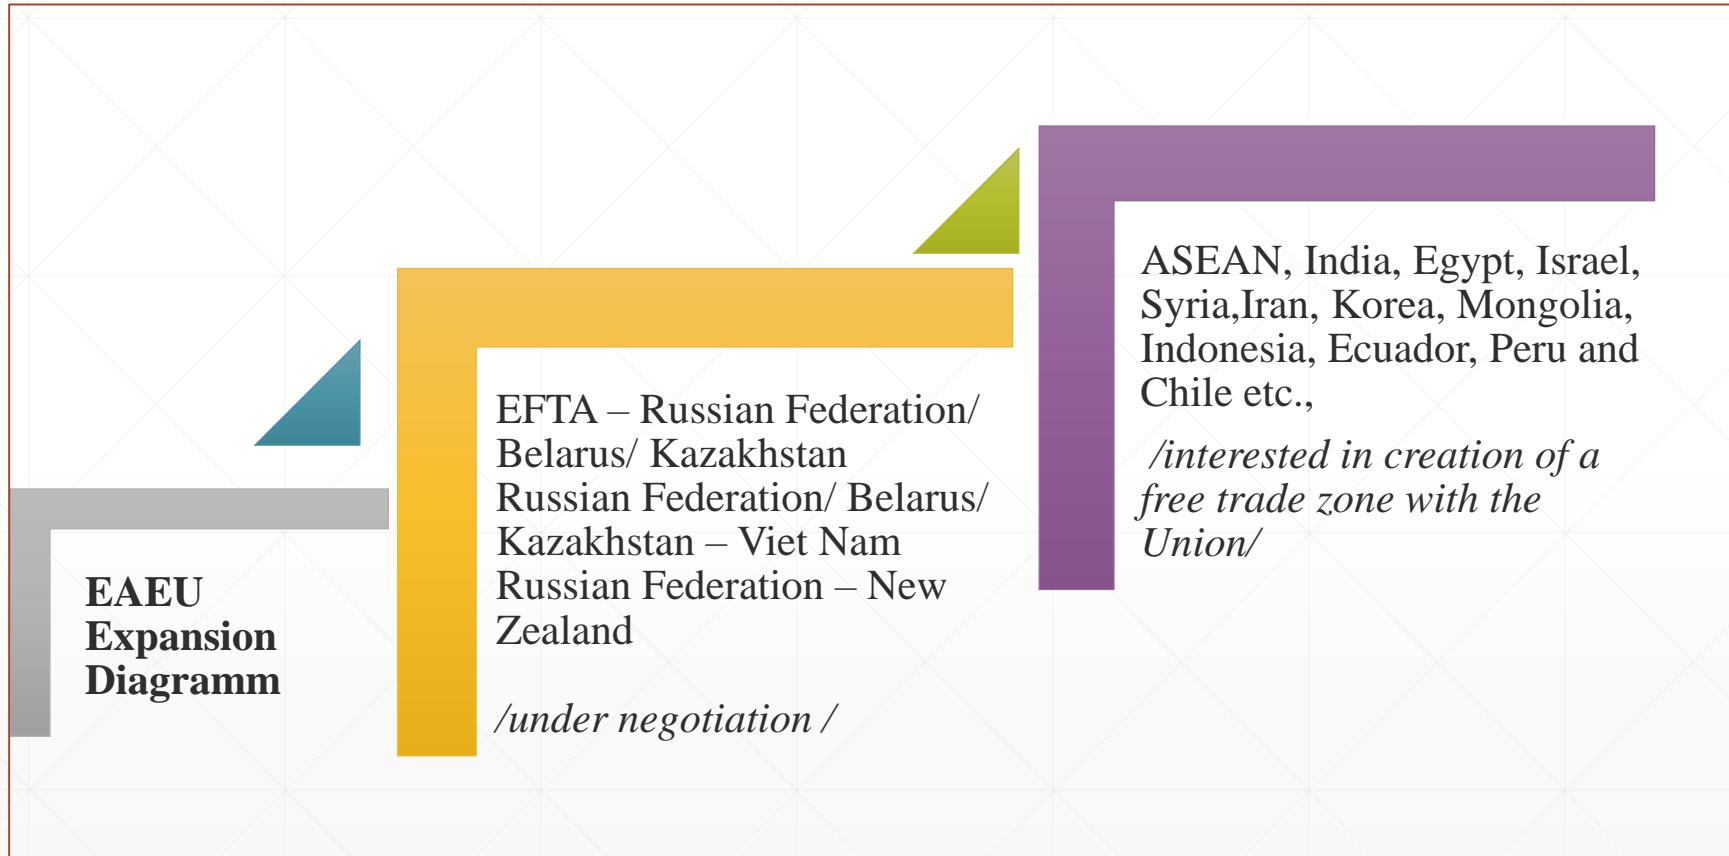 EAEU
Expansion
Diagramm
EFTA – Russian Federation/
Belarus/ Kazakhstan
Russian Federation/ Belarus/
Kazakhstan – Viet Nam
Russian Federation – New
Zealand
/under negotiation /
ASEAN, India, Egypt, Israel,
Syria,Iran, Korea, Mongolia,
Indonesia, Ecuador, Peru and
Chile etc.,
/interested in creation of a
free trade zone with the
Union/